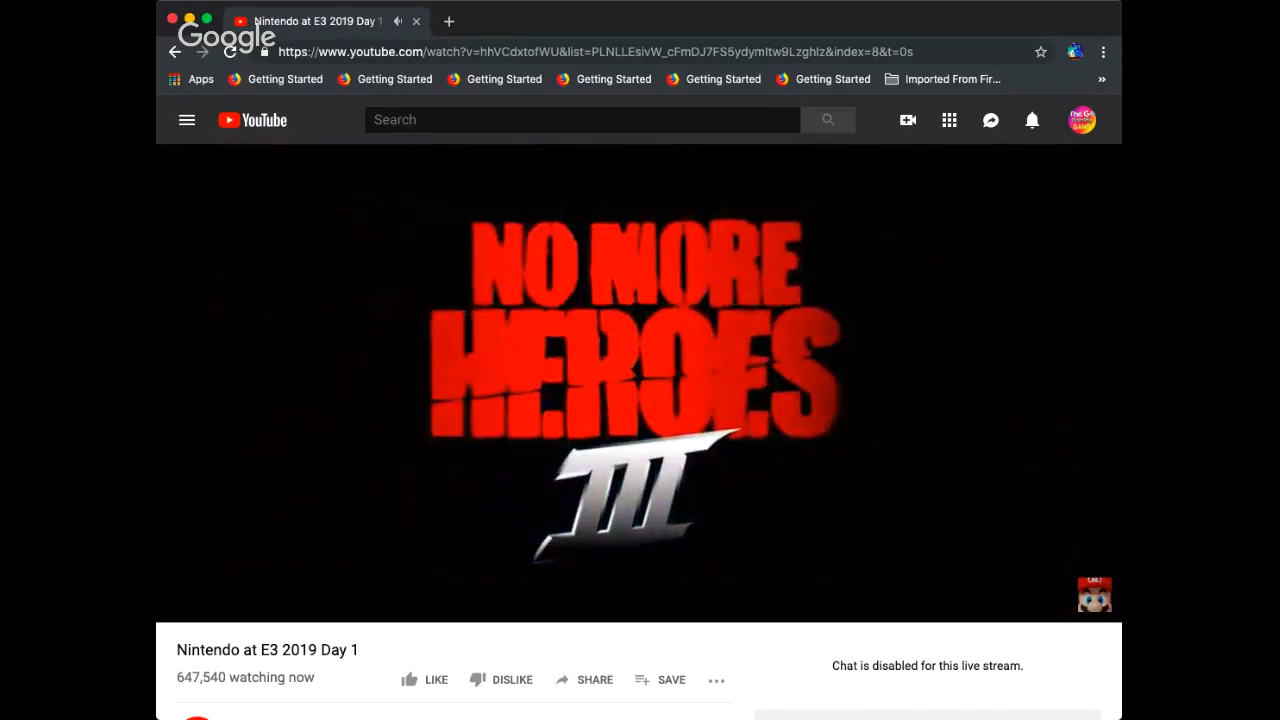 Nintendo at E3 2019 Day 1
Google
https://www.youtube.com/watch?v=hhVCdxtofWU&list=PLNLLEsivW_cFmDJ7FS5ydymItw9Lzghlz&index=8&t=0s
Apps Getting Started Getting Started Getting Started Getting Started Getting Started Getting Started Imported From Fir... »
YouTube Search
NO MORE
HEROES
III
Nintendo at E3 2019 Day 1
647,540 watching now
LIKE DISLIKE SHARE SAVE
Chat is disabled for this live stream.